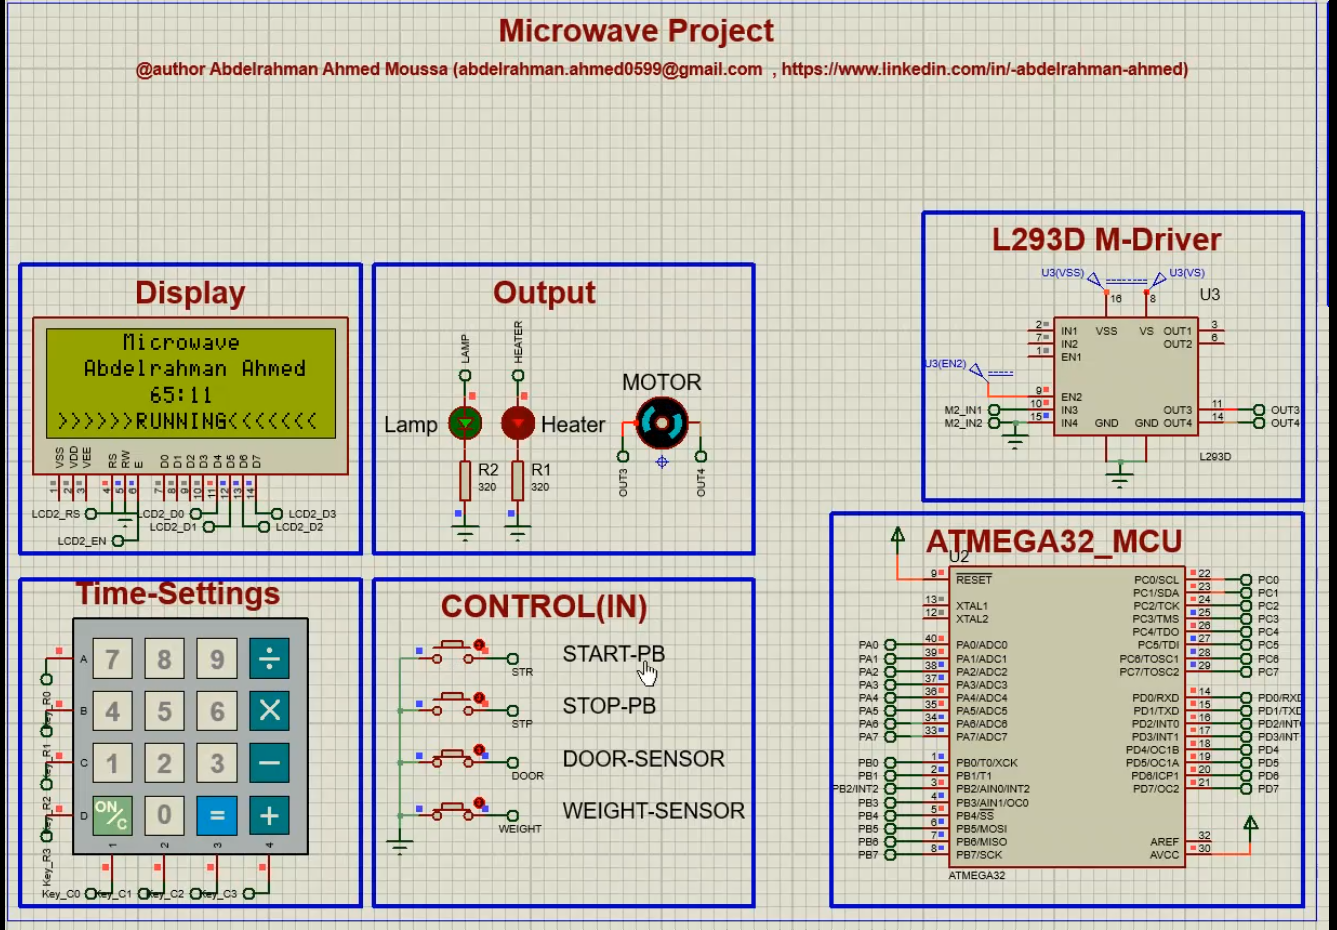 Microwave Project
@author Abdelrahman Ahmed Moussa (abdelrahman.ahmed0599@gmail.com , https://www.linkedin.com/in/-abdelrahman-ahmed)
Display
Microwave
Abdelrahman Ahmed
65:11
>>>>>>RUNNING<<<<<<<
VSS VDD VEE RS RW E D0 D1 D2 D3 D4 D5 D6 D7
1 2 3 4 5 6 7 8 9 10 11 12 13 14
LCD2_RS LCD2_D0 LCD2_D3
LCD2_D1 LCD2_D2
LCD2_EN
Output
LAMP HEATER
MOTOR
Lamp Heater
R2 R1
320 320
OUT3 OUT4
L293D M-Driver
U3(VSS) U3(VS)
16 8 U3
2 IN1 VSS VS OUT1 3
7 IN2 OUT2 6
1 EN1
U3(EN2)
9 EN2
M2_IN1 10 IN3 OUT3 11 OUT3
M2_IN2 15 IN4 GND GND OUT4 14 OUT4
L293D
Time-Settings
7 8 9 ÷
4 5 6 X
1 2 3 −
ON/C 0 = +
A
B
C
D
1 2 3 4
Key_R0
Key_R1
Key_R2
Key_R3
Key_C0 Key_C1 Key_C2 Key_C3
CONTROL(IN)
START-PB
STR
STOP-PB
STP
DOOR-SENSOR
DOOR
WEIGHT-SENSOR
WEIGHT
ATMEGA32_MCU
U2
9 RESET PC0/SCL 22 PC0
PC1/SDA 23 PC1
13 XTAL1 PC2/TCK 24 PC2
12 XTAL2 PC3/TMS 25 PC3
PC4/TDO 26 PC4
PA0 40 PA0/ADC0 PC5/TDI 27 PC5
PA1 39 PA1/ADC1 PC6/TOSC1 28 PC6
PA2 38 PA2/ADC2 PC7/TOSC2 29 PC7
PA3 37 PA3/ADC3
PA4 36 PA4/ADC4 PD0/RXD 14 PD0/RXD
PA5 35 PA5/ADC5 PD1/TXD 15 PD1/TXD
PA6 34 PA6/ADC6 PD2/INT0 16 PD2/INT
PA7 33 PA7/ADC7 PD3/INT1 17 PD3/INT
PD4/OC1B 18 PD4
PB0 1 PB0/T0/XCK PD5/OC1A 19 PD5
PB1 2 PB1/T1 PD6/ICP1 20 PD6
PB2/INT2 3 PB2/AIN0/INT2 PD7/OC2 21 PD7
PB3 4 PB3/AIN1/OC0
PB4 5 PB4/SS
PB5 6 PB5/MOSI
PB6 7 PB6/MISO AREF 32
PB7 8 PB7/SCK AVCC 30
ATMEGA32